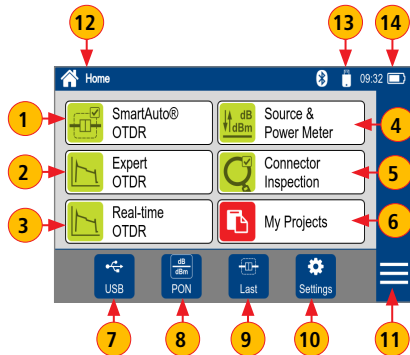 12 13 14
Home 09:32
1 SmartAuto® OTDR
dB dBm Source & Power Meter 4
2 Expert OTDR
Connector Inspection 5
3 Real-time OTDR
My Projects 6
USB
dB dBm PON
Last
Settings
7 8 9 10 11